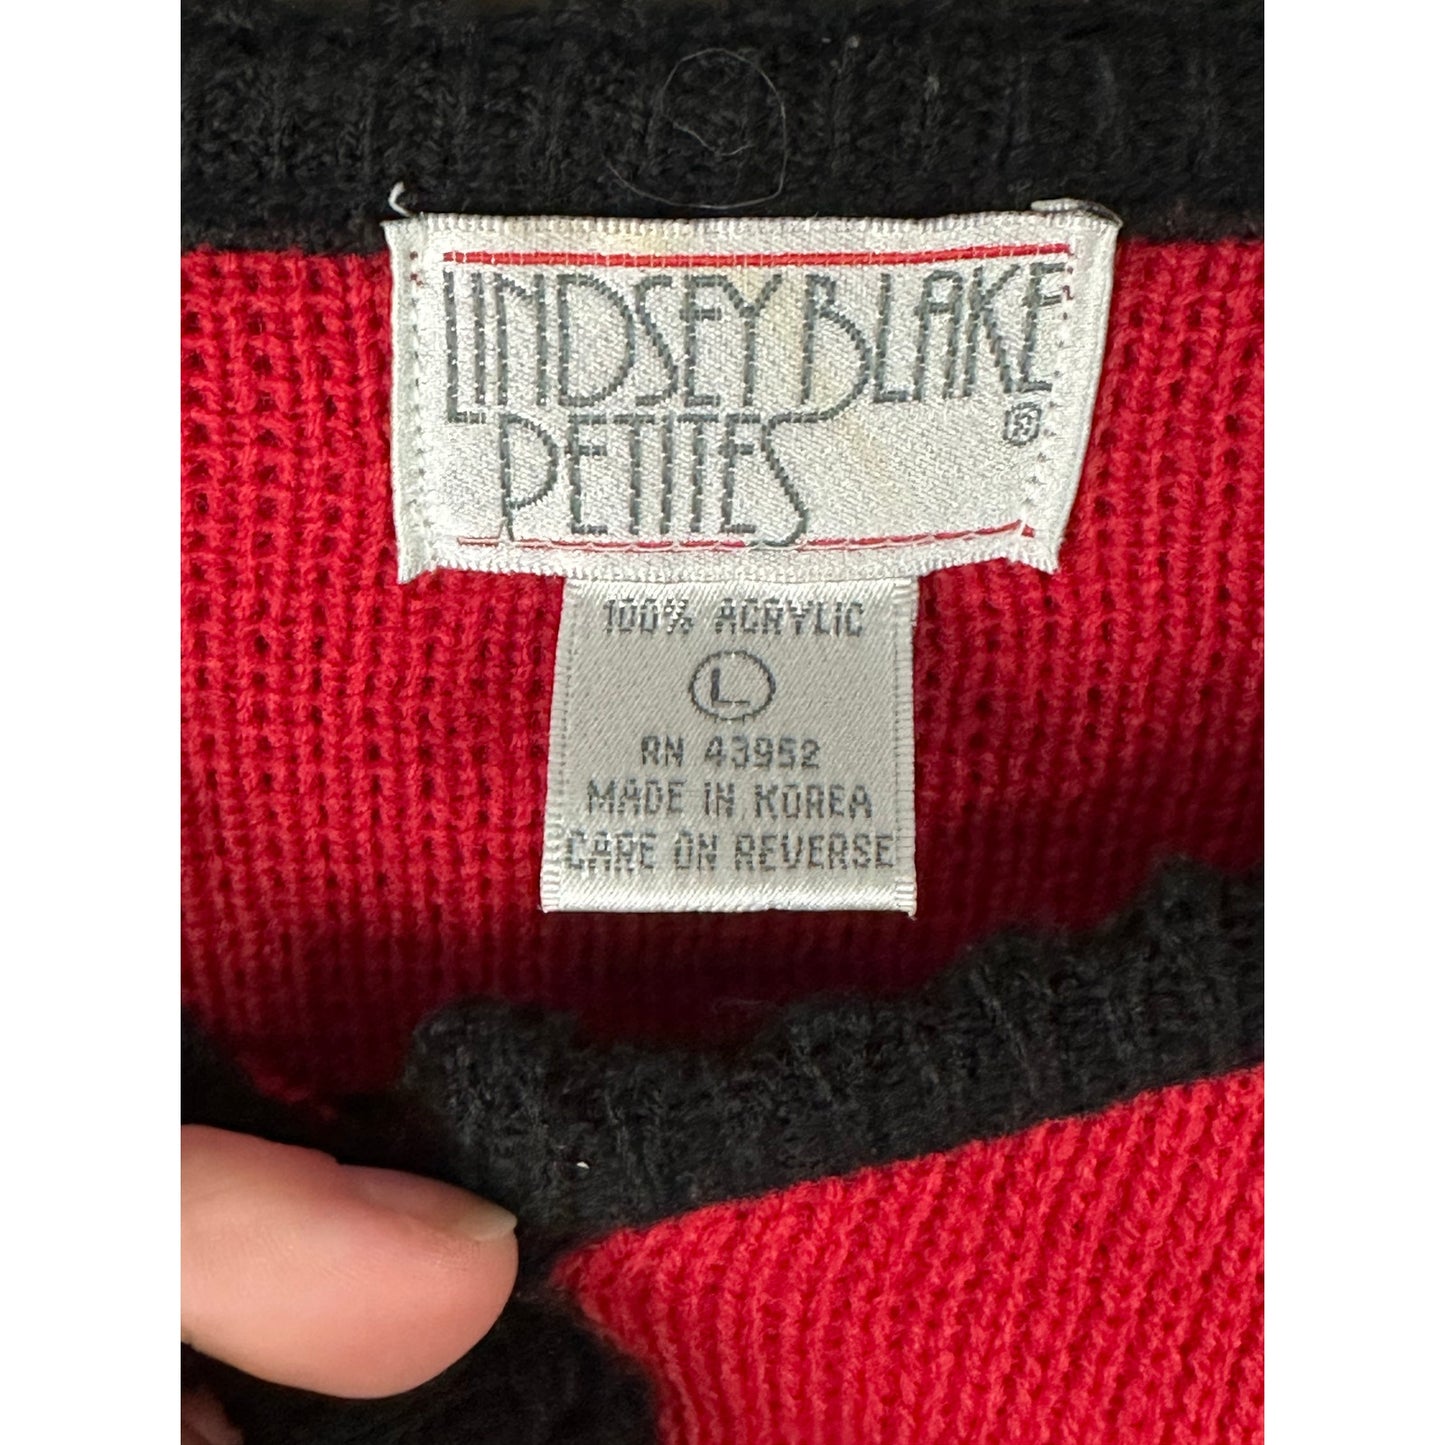 LINDSEY BLAKE
PETITES ®
100% ACRYLIC
L
RN 43952
MADE IN KOREA
CARE ON REVERSE